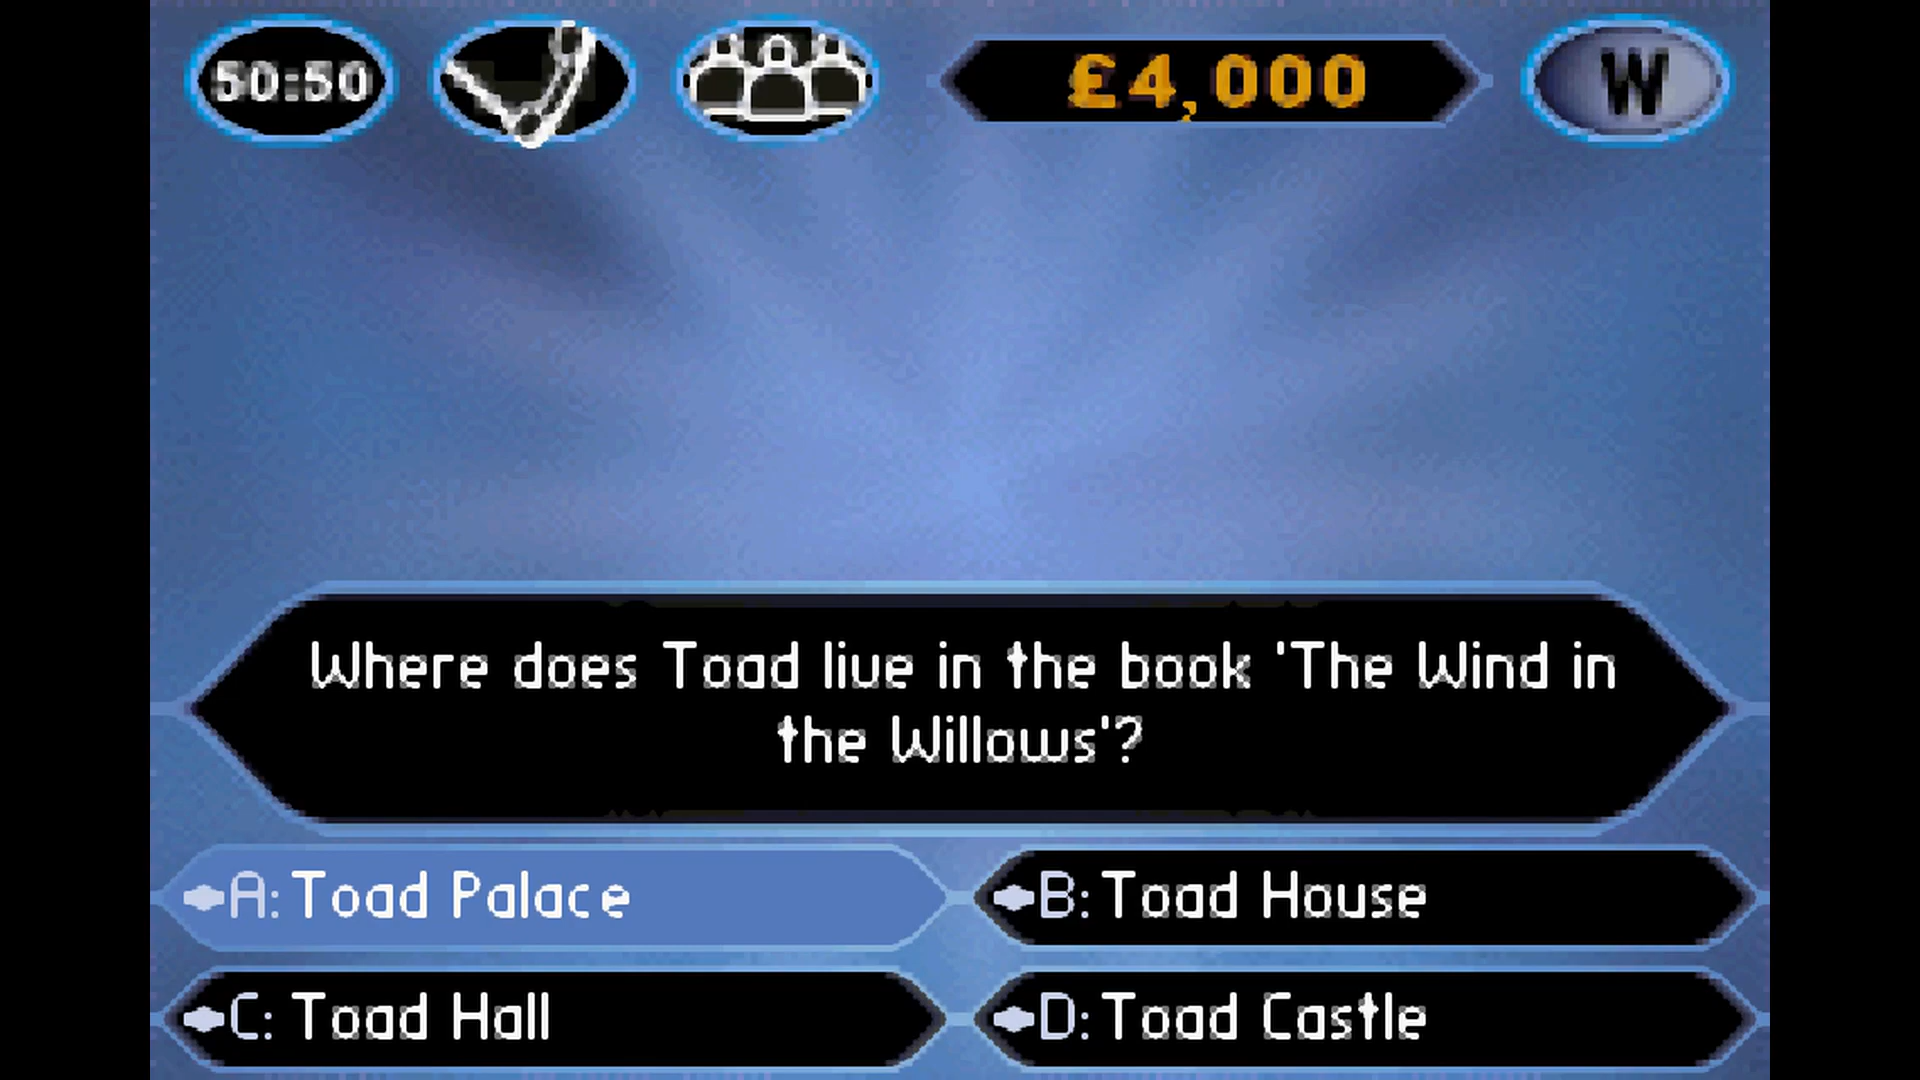 50:50
£4,000
W
Where does Toad live in the book 'The Wind in
the Willows'?
A: Toad Palace
B: Toad House
C: Toad Hall
D: Toad Castle